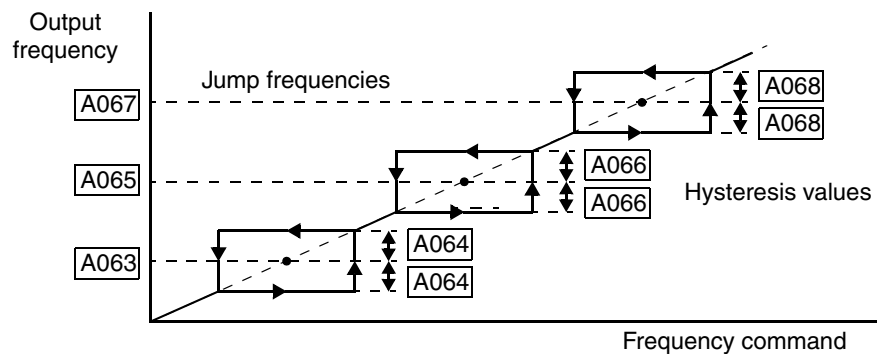 Output
frequency
Jump frequencies
A067
A068
A068
A065
A066
A066
Hysteresis values
A063
A064
A064
Frequency command